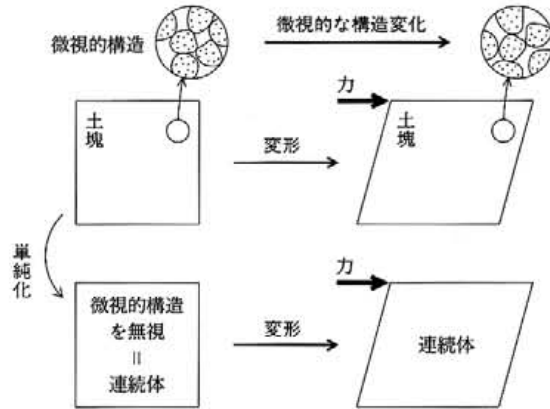 微視的構造
微視的な構造変化
土塊
力
変形
土塊
単純化
微視的構造
を無視
=
連続体
力
変形
連続体